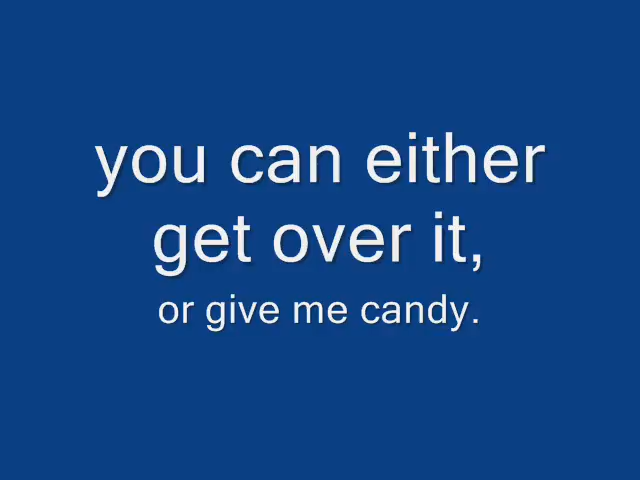 you can either
get over it,
or give me candy.